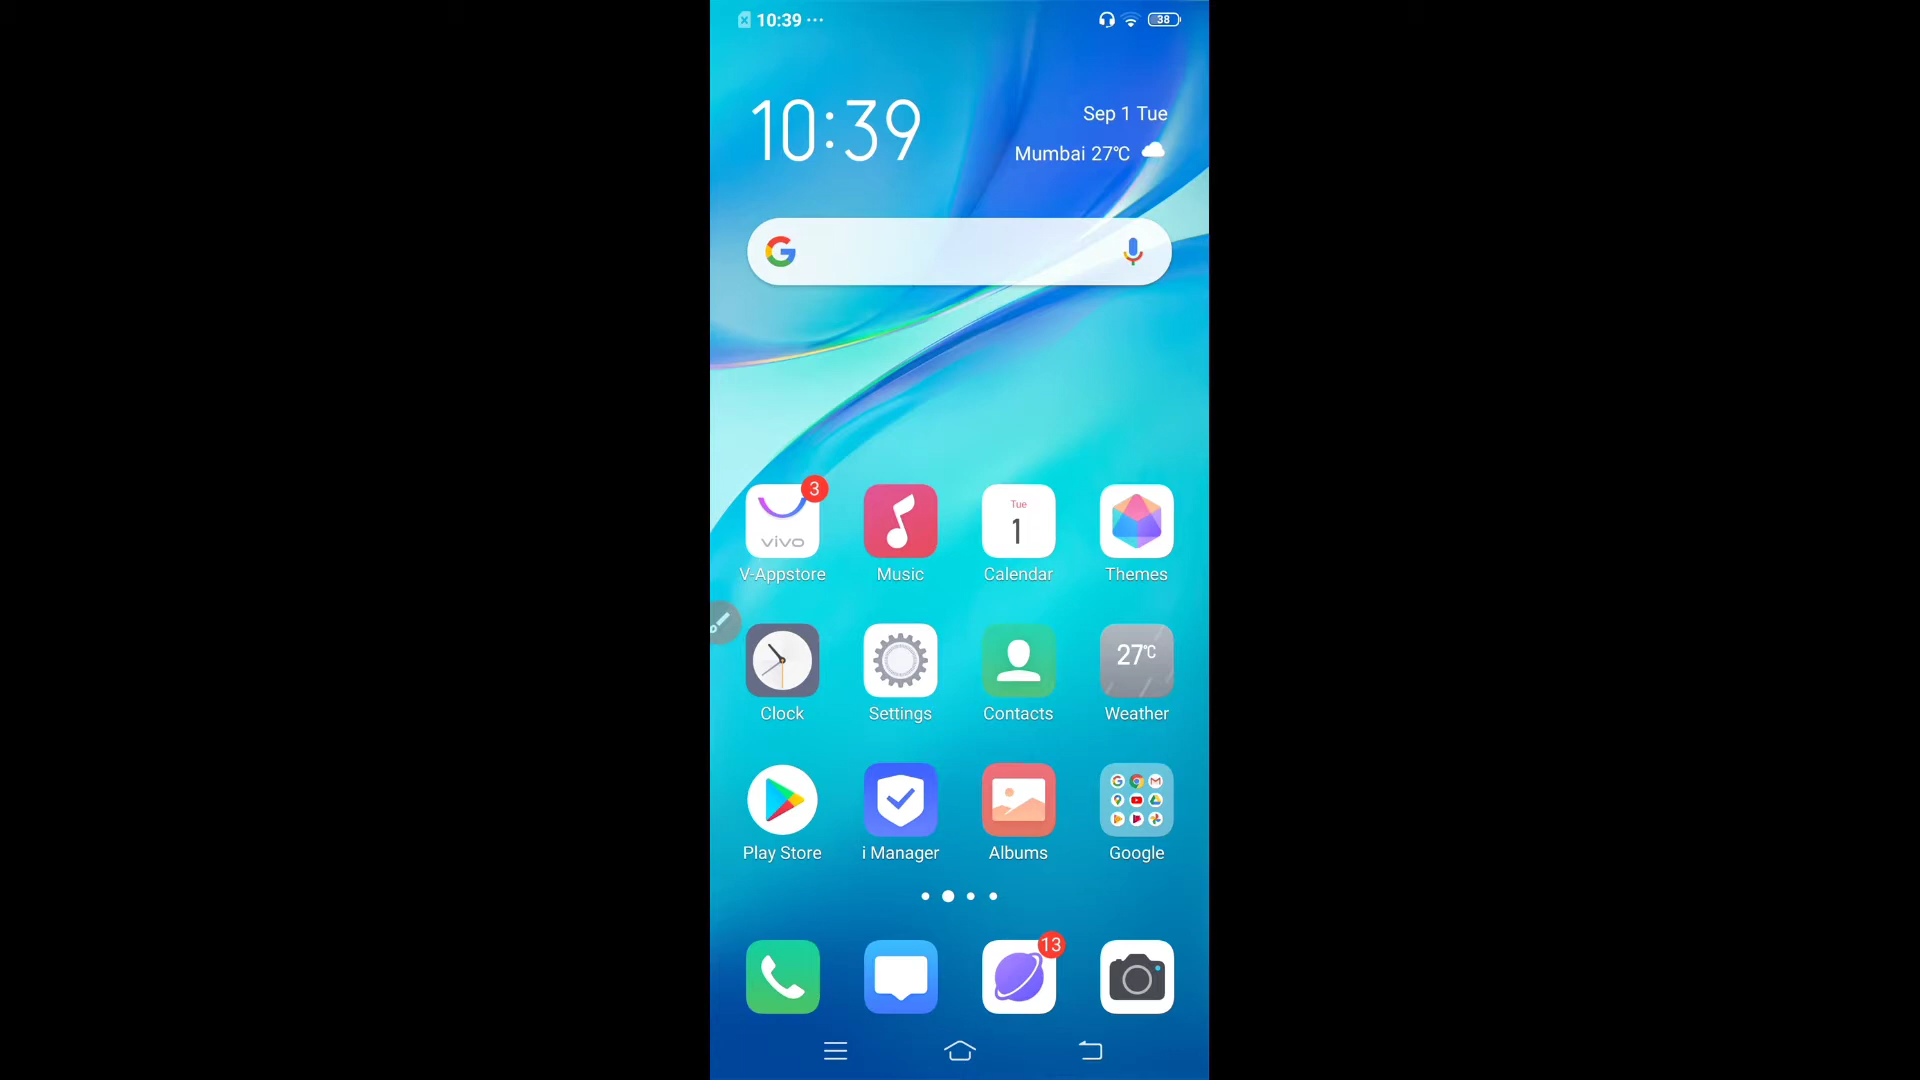 10:39 ... 38
10:39
Sep 1 Tue
Mumbai 27℃
3
vivo
Tue
1
V-Appstore Music Calendar Themes
27℃
Clock Settings Contacts Weather
Play Store i Manager Albums Google
13